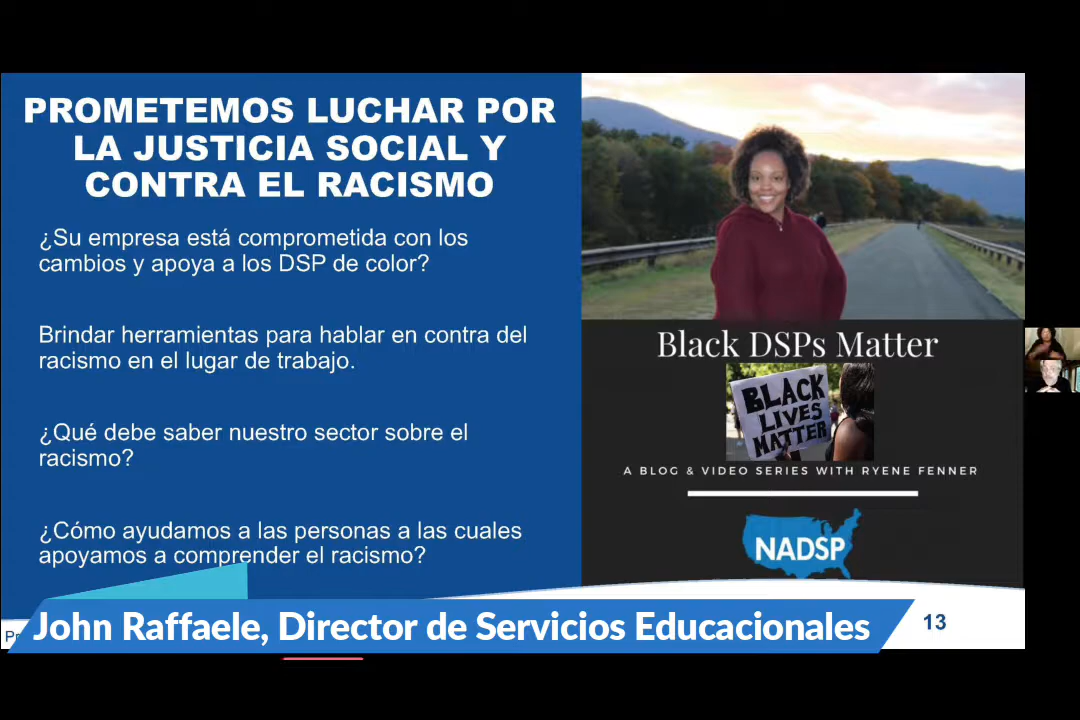 PROMETEMOS LUCHAR POR
LA JUSTICIA SOCIAL Y
CONTRA EL RACISMO
¿Su empresa está comprometida con los
cambios y apoya a los DSP de color?
Brindar herramientas para hablar en contra del
racismo en el lugar de trabajo.
¿Qué debe saber nuestro sector sobre el
racismo?
¿Cómo ayudamos a las personas a las cuales
apoyamos a comprender el racismo?
Black DSPs Matter
BLACK
LIVES
MATTER
A BLOG & VIDEO SERIES WITH RYENE FENNER
NADSP
John Raffaele, Director de Servicios Educacionales
13